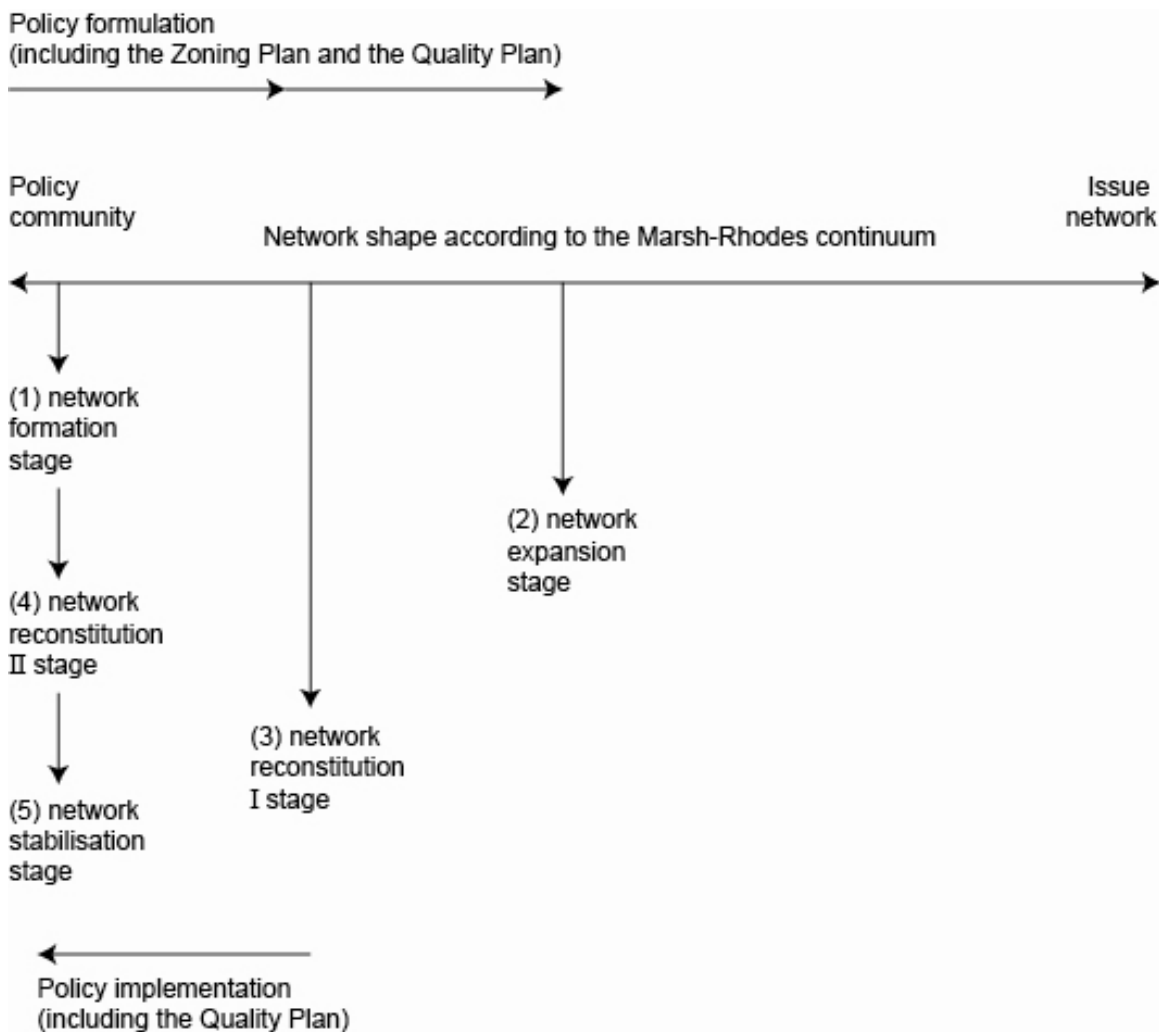 Policy formulation
(including the Zoning Plan and the Quality Plan)
Policy
community
Issue
network
Network shape according to the Marsh-Rhodes continuum
(1) network
formation
stage
(2) network
expansion
stage
(4) network
reconstitution
II stage
(3) network
reconstitution
I stage
(5) network
stabilisation
stage
Policy implementation
(including the Quality Plan)